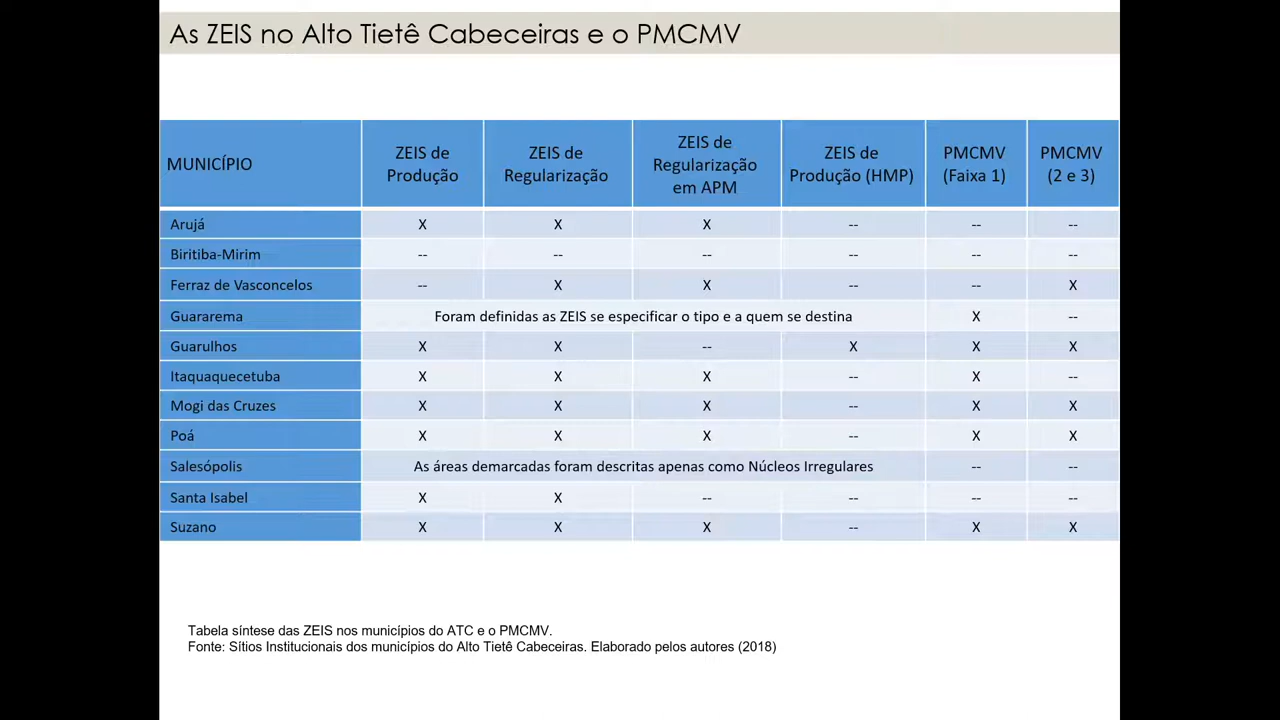 As ZEIS no Alto Tietê Cabeceiras e o PMCMV
MUNICÍPIO | ZEIS de Produção | ZEIS de Regularização | ZEIS de Regularização em APM | ZEIS de Produção (HMP) | PMCMV (Faixa 1) | PMCMV (2 e 3)
Arujá | X | X | X | -- | -- | --
Biritiba-Mirim | -- | -- | -- | -- | -- | --
Ferraz de Vasconcelos | -- | X | X | -- | -- | X
Guararema | Foram definidas as ZEIS se especificar o tipo e a quem se destina | X | --
Guarulhos | X | X | -- | X | X | X
Itaquaquecetuba | X | X | X | -- | X | --
Mogi das Cruzes | X | X | X | -- | X | X
Poá | X | X | X | -- | X | X
Salesópolis | As áreas demarcadas foram descritas apenas como Núcleos Irregulares | -- | --
Santa Isabel | X | X | -- | -- | -- | --
Suzano | X | X | X | -- | X | X
Tabela síntese das ZEIS nos municípios do ATC e o PMCMV.
Fonte: Sítios Institucionais dos municípios do Alto Tietê Cabeceiras. Elaborado pelos autores (2018)